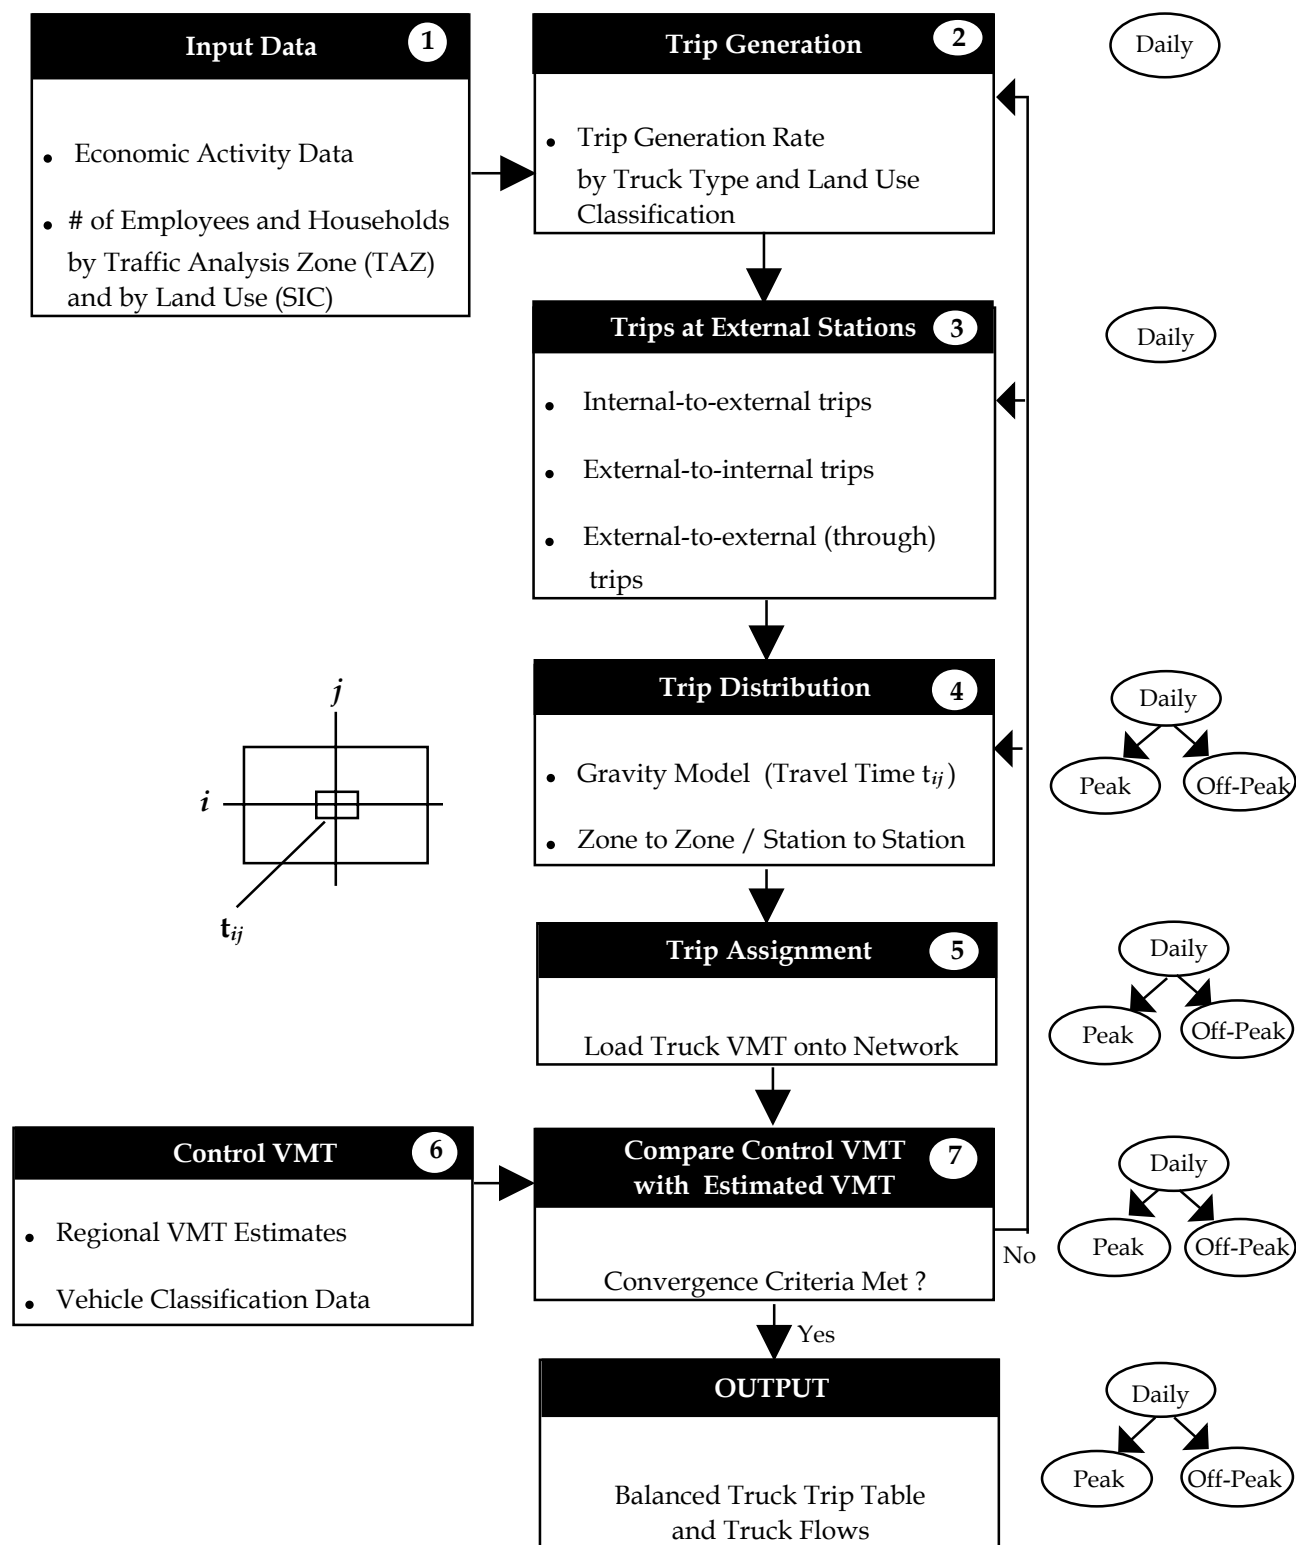 Input Data 1
• Economic Activity Data
• # of Employees and Households
by Traffic Analysis Zone (TAZ)
and by Land Use (SIC)
Trip Generation 2
• Trip Generation Rate
by Truck Type and Land Use
Classification
Daily
Trips at External Stations 3
• Internal-to-external trips
• External-to-internal trips
• External-to-external (through)
trips
Daily
j
i
tij
Trip Distribution 4
• Gravity Model (Travel Time tij)
• Zone to Zone / Station to Station
Daily
Peak
Off-Peak
Trip Assignment 5
Load Truck VMT onto Network
Daily
Peak
Off-Peak
Control VMT 6
• Regional VMT Estimates
• Vehicle Classification Data
Compare Control VMT 7
with Estimated VMT
Convergence Criteria Met ?
No
Yes
Daily
Peak
Off-Peak
OUTPUT
Balanced Truck Trip Table
and Truck Flows
Daily
Peak
Off-Peak